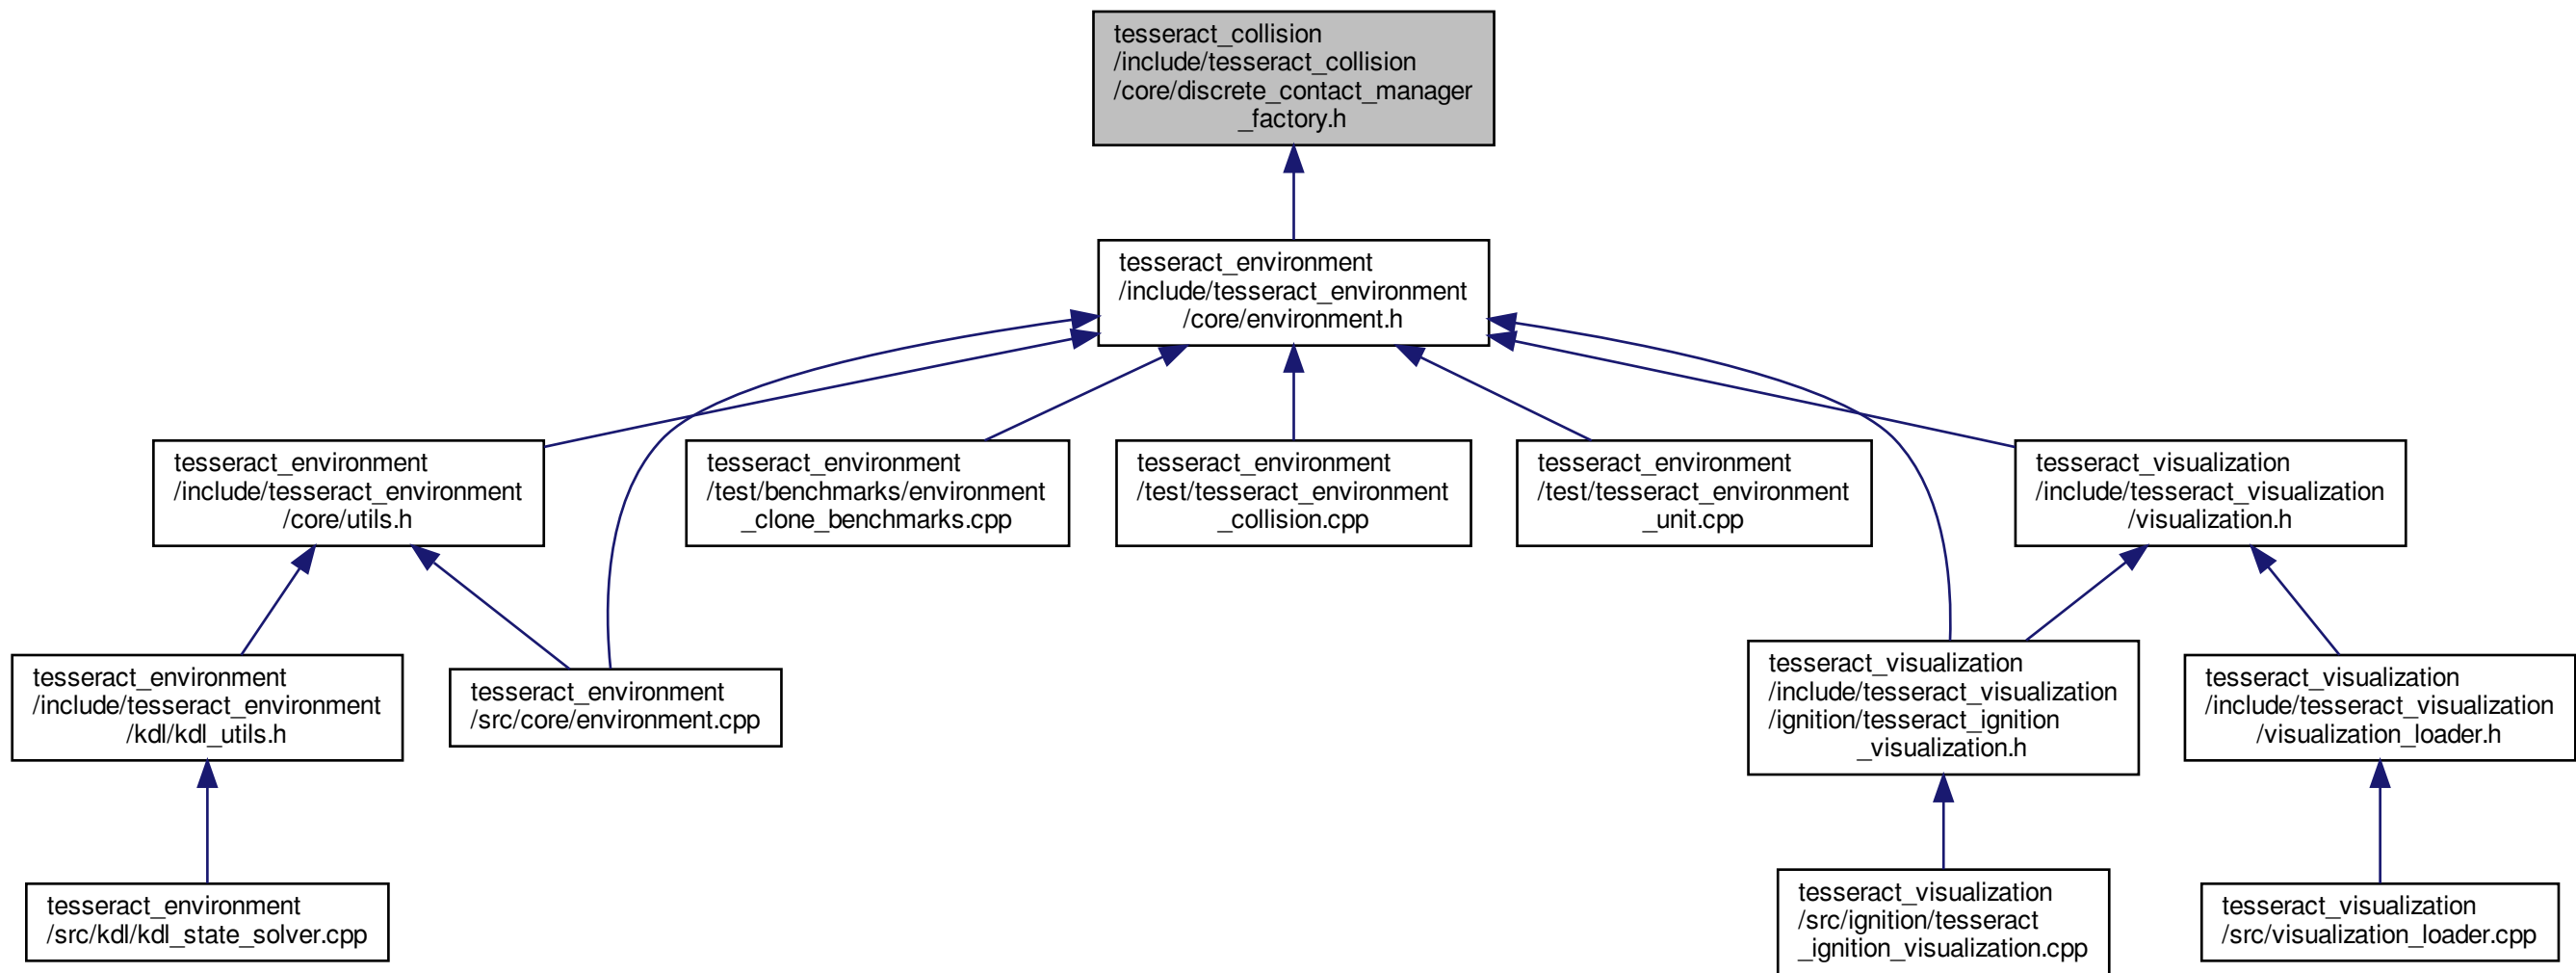 tesseract_collision
/include/tesseract_collision
/core/discrete_contact_manager
_factory.h
tesseract_environment
/include/tesseract_environment
/core/environment.h
tesseract_environment
/include/tesseract_environment
/core/utils.h
tesseract_environment
/test/benchmarks/environment
_clone_benchmarks.cpp
tesseract_environment
/test/tesseract_environment
_collision.cpp
tesseract_environment
/test/tesseract_environment
_unit.cpp
tesseract_visualization
/include/tesseract_visualization
/visualization.h
tesseract_environment
/include/tesseract_environment
/kdl/kdl_utils.h
tesseract_environment
/src/core/environment.cpp
tesseract_visualization
/include/tesseract_visualization
/ignition/tesseract_ignition
_visualization.h
tesseract_visualization
/include/tesseract_visualization
/visualization_loader.h
tesseract_environment
/src/kdl/kdl_state_solver.cpp
tesseract_visualization
/src/ignition/tesseract
_ignition_visualization.cpp
tesseract_visualization
/src/visualization_loader.cpp